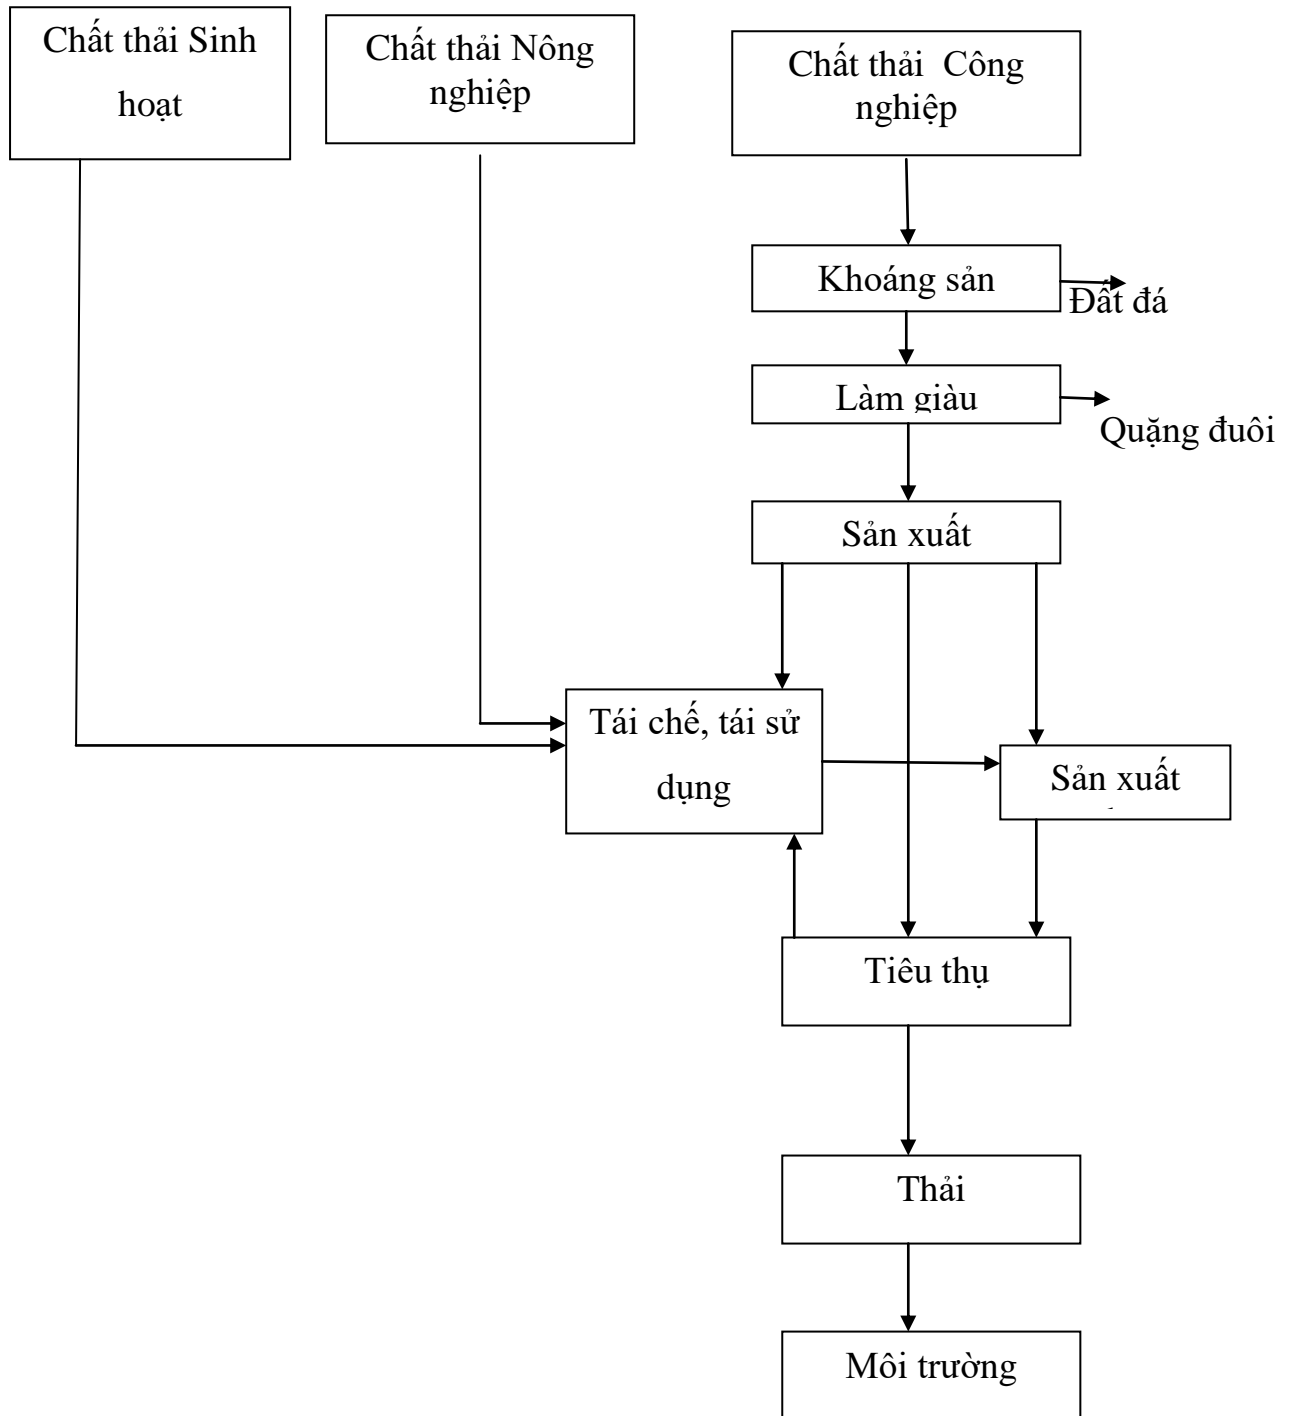 Chất thải Sinh
hoạt
Chất thải Nông
nghiệp
Chất thải Công
nghiệp
Khoáng sản
Đất đá
Làm giàu
Quặng đuôi
Sản xuất
Tái chế, tái sử
dụng
Sản xuất
Tiêu thụ
Thải
Môi trường